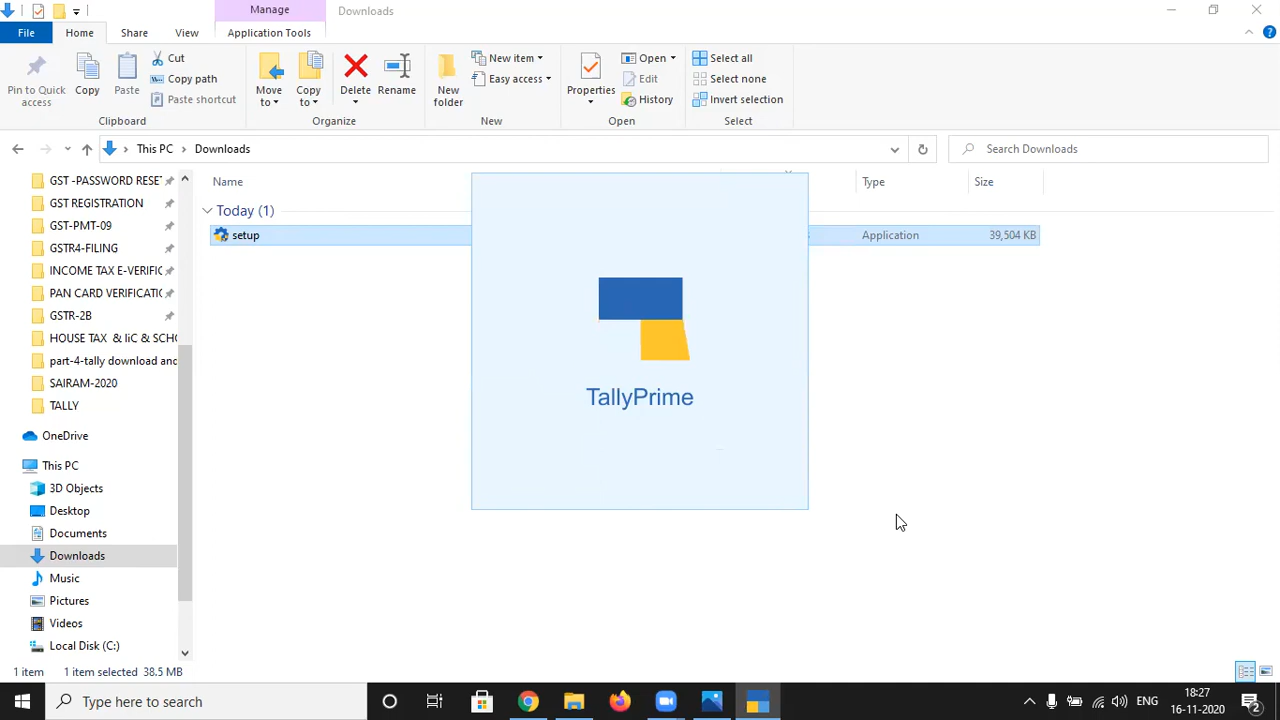 Manage
Downloads
File
Home
Share
View
Application Tools
Pin to Quick access
Copy
Paste
Cut
Copy path
Paste shortcut
Clipboard
Move to
Copy to
Delete
Rename
Organize
New folder
New item
Easy access
New
Properties
Open
Edit
History
Open
Select all
Select none
Invert selection
Select
This PC
Downloads
Search Downloads
Name
Type
Size
Today (1)
setup
Application
39,504 KB
GST -PASSWORD RESET
GST REGISTRATION
GST-PMT-09
GSTR4-FILING
INCOME TAX E-VERIFIC
PAN CARD VERIFICATIC
GSTR-2B
HOUSE TAX & IiC & SCHO
part-4-tally download and
SAIRAM-2020
TALLY
OneDrive
This PC
3D Objects
Desktop
Documents
Downloads
Music
Pictures
Videos
Local Disk (C:)
TallyPrime
1 item
1 item selected 38.5 MB
Type here to search
ENG
18:27
16-11-2020
2